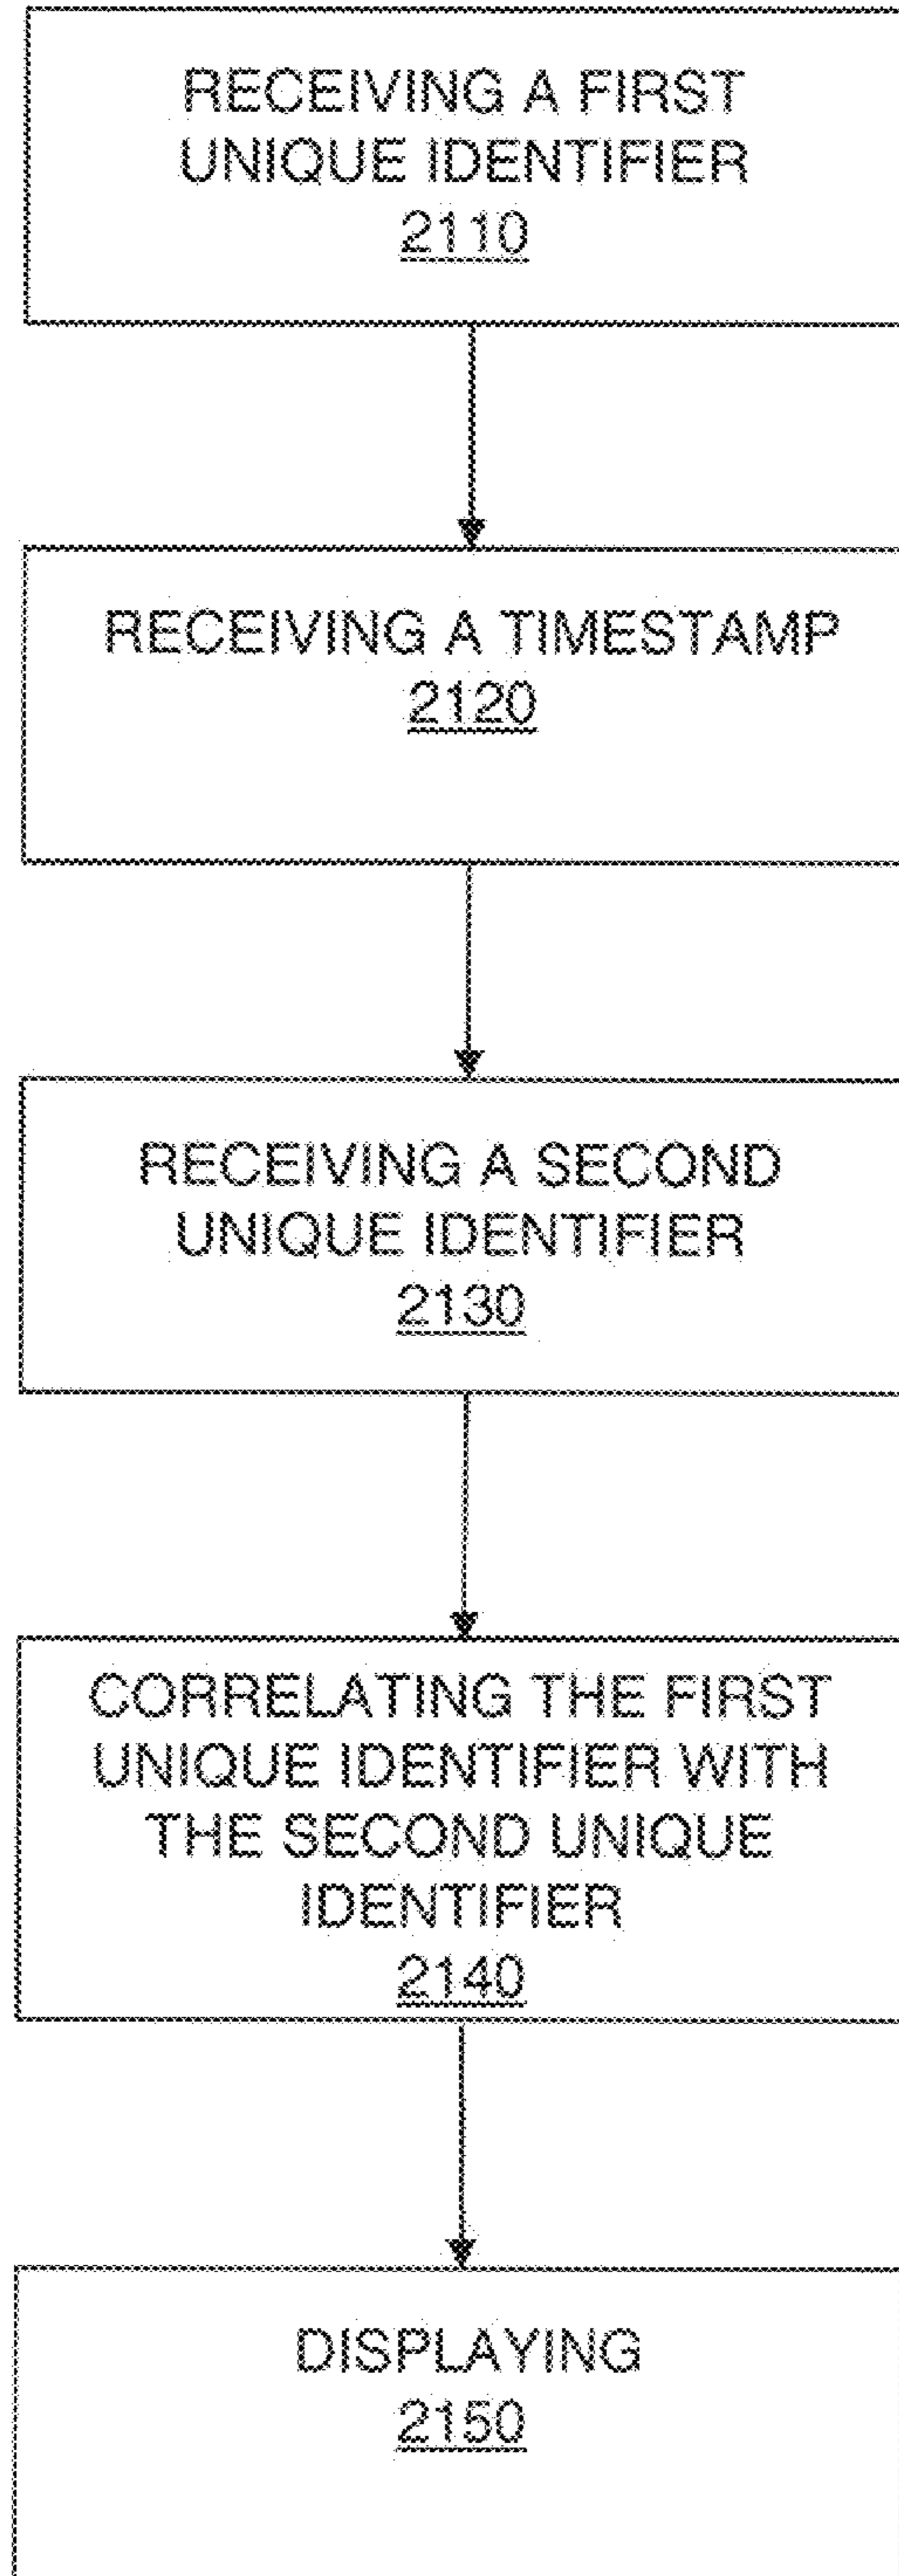 RECEIVING A FIRST
UNIQUE IDENTIFIER
2110
RECEIVING A TIMESTAMP
2120
RECEIVING A SECOND
UNIQUE IDENTIFIER
2130
CORRELATING THE FIRST
UNIQUE IDENTIFIER WITH
THE SECOND UNIQUE
IDENTIFIER
2140
DISPLAYING
2150